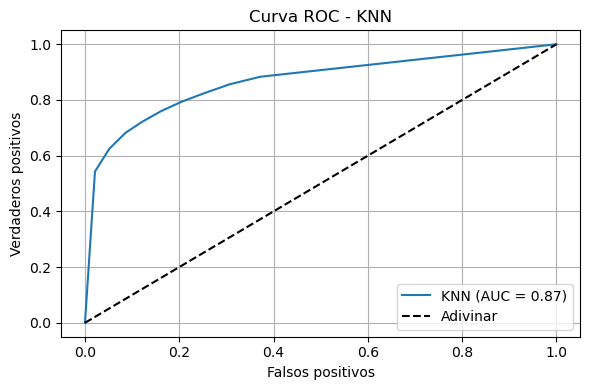 Curva ROC - KNN
Verdaderos positivos
1.0
0.8
0.6
0.4
0.2
0.0
0.0 0.2 0.4 0.6 0.8 1.0
Falsos positivos
KNN (AUC = 0.87)
Adivinar